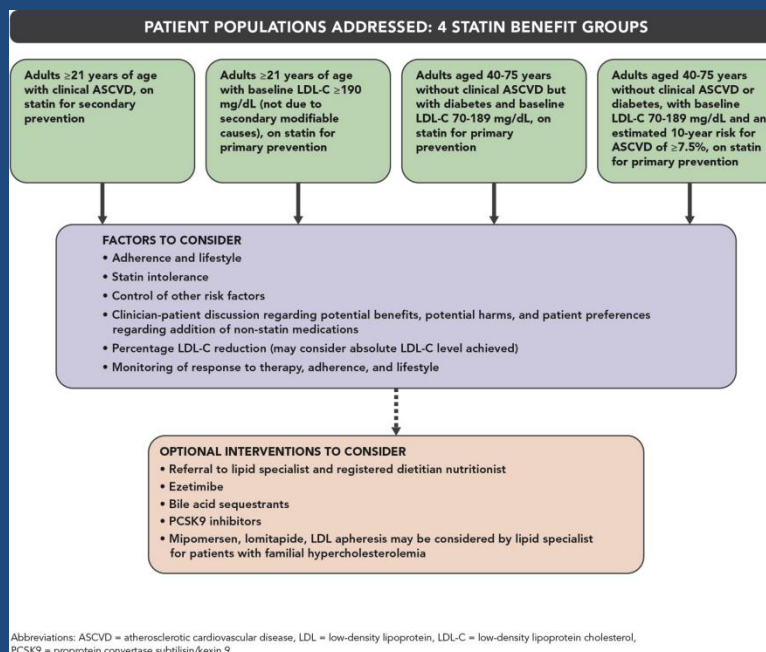 PATIENT POPULATIONS ADDRESSED: 4 STATIN BENEFIT GROUPS
Adults ≥21 years of age
with clinical ASCVD, on
statin for secondary
prevention
Adults ≥21 years of age
with baseline LDL-C ≥190
mg/dL (not due to
secondary modifiable
causes), on statin for
primary prevention
Adults aged 40-75 years
without clinical ASCVD but
with diabetes and baseline
LDL-C 70-189 mg/dL, on
statin for primary
prevention
Adults aged 40-75 years
without clinical ASCVD or
diabetes, with baseline
LDL-C 70-189 mg/dL and an
estimated 10-year risk for
ASCVD of ≥7.5%, on statin
for primary prevention
FACTORS TO CONSIDER
• Adherence and lifestyle
• Statin intolerance
• Control of other risk factors
• Clinician-patient discussion regarding potential benefits, potential harms, and patient preferences
regarding addition of non-statin medications
• Percentage LDL-C reduction (may consider absolute LDL-C level achieved)
• Monitoring of response to therapy, adherence, and lifestyle
OPTIONAL INTERVENTIONS TO CONSIDER
• Referral to lipid specialist and registered dietitian nutritionist
• Ezetimibe
• Bile acid sequestrants
• PCSK9 inhibitors
• Mipomersen, lomitapide, LDL apheresis may be considered by lipid specialist
for patients with familial hypercholesterolemia
Abbreviations: ASCVD = atherosclerotic cardiovascular disease, LDL = low-density lipoprotein, LDL-C = low-density lipoprotein cholesterol,
PCSK9 = proprotein convertase subtilisin/kexin 9